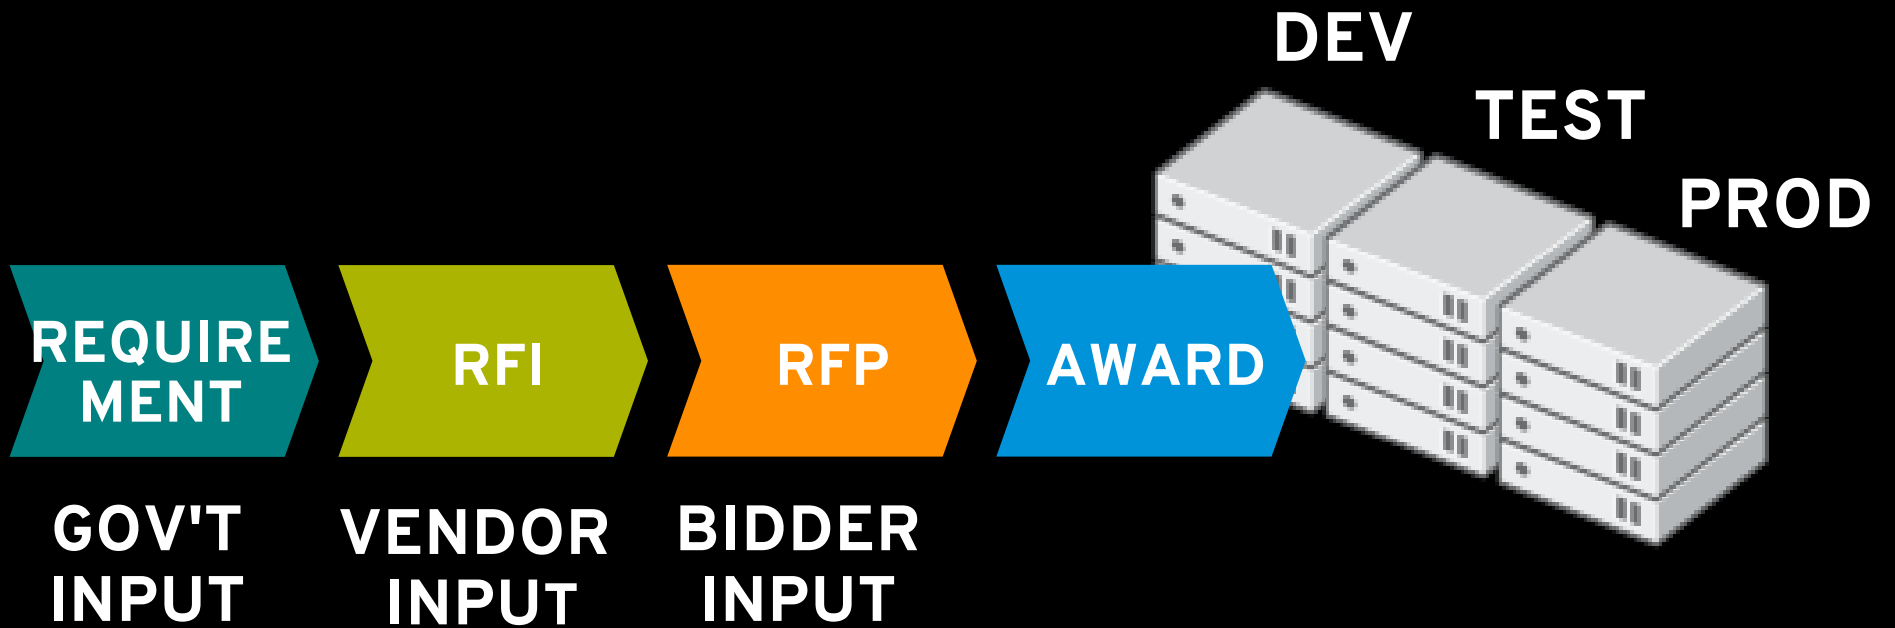 DEV
TEST
PROD
REQUIRE
MENT
RFI
RFP
AWARD
GOV'T
INPUT
VENDOR
INPUT
BIDDER
INPUT